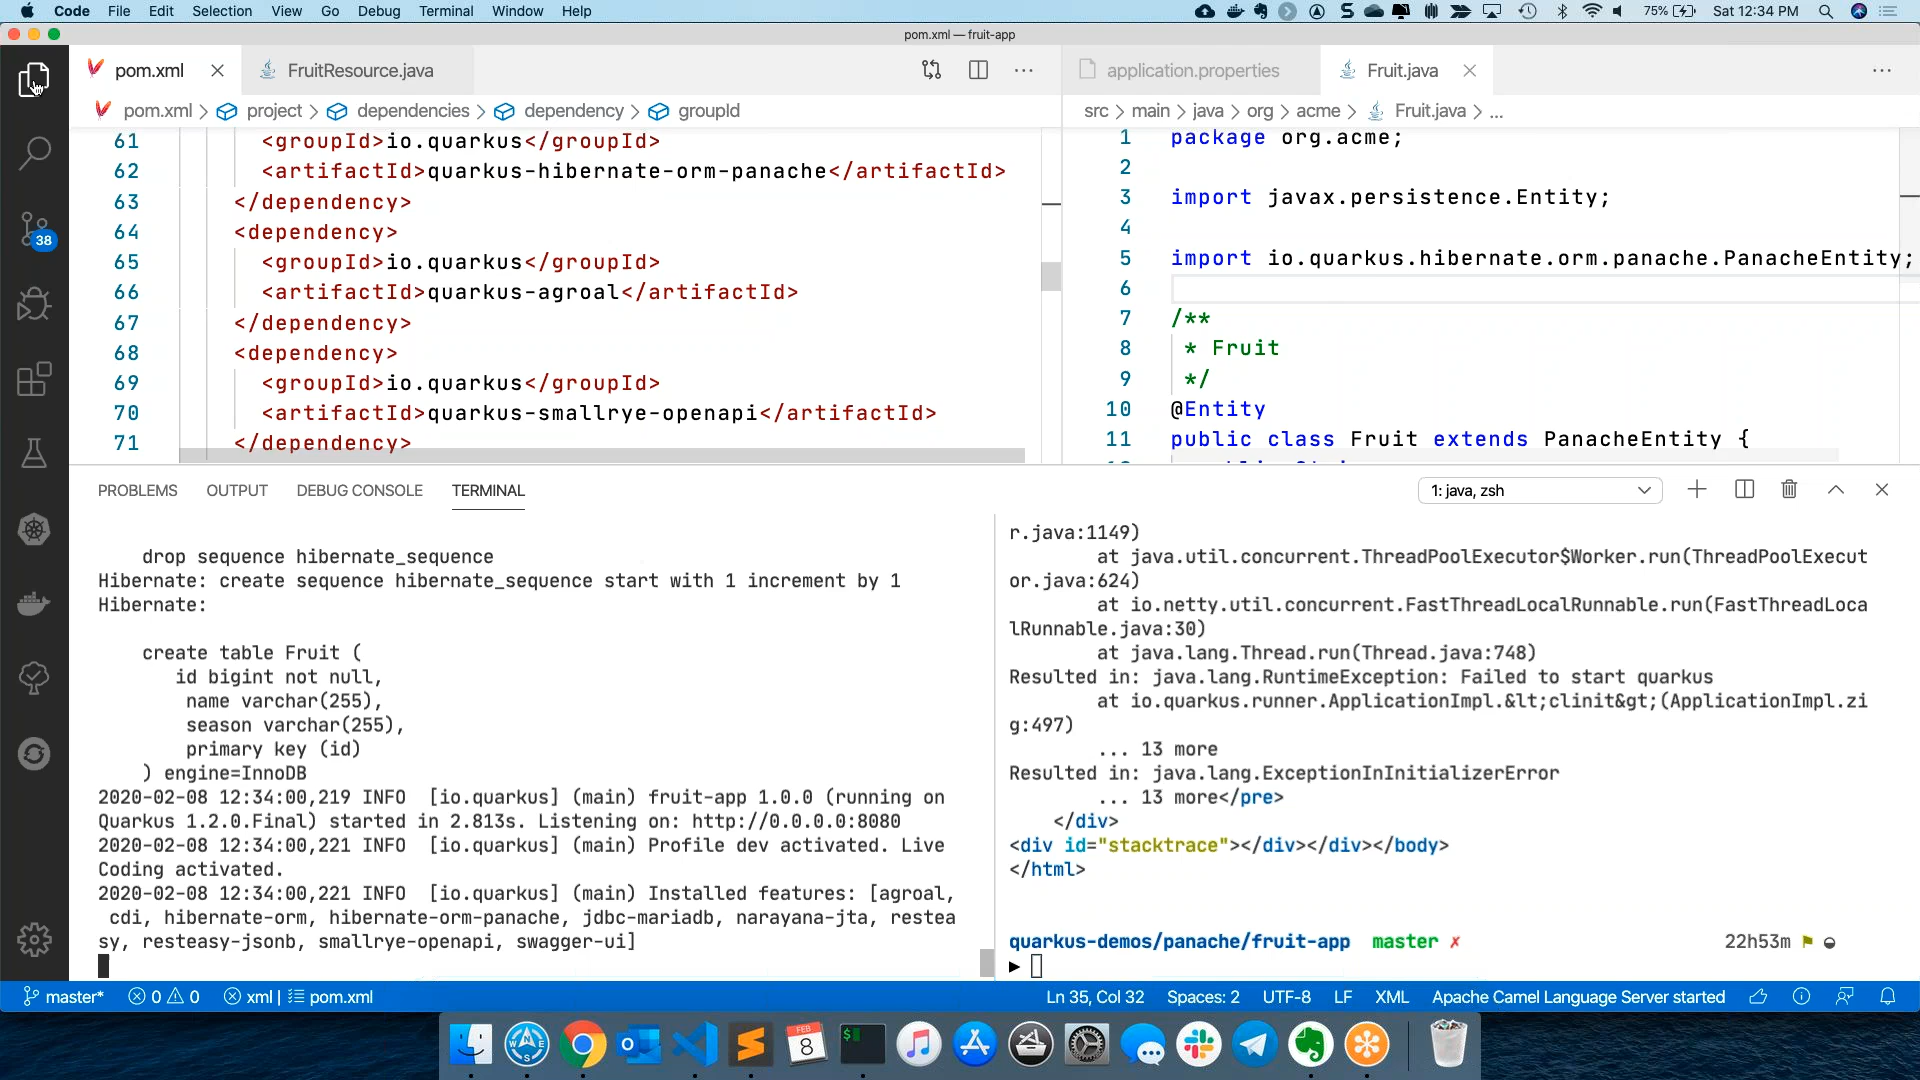 Code File Edit Selection View Go Debug Terminal Window Help
75% Sat 12:34 PM
pom.xml — fruit-app
pom.xml
FruitResource.java
pom.xml > project > dependencies > dependency > groupId
61 <groupId>io.quarkus</groupId>
62 <artifactId>quarkus-hibernate-orm-panache</artifactId>
63 </dependency>
64 <dependency>
65 <groupId>io.quarkus</groupId>
66 <artifactId>quarkus-agroal</artifactId>
67 </dependency>
68 <dependency>
69 <groupId>io.quarkus</groupId>
70 <artifactId>quarkus-smallrye-openapi</artifactId>
71 </dependency>
38
application.properties
Fruit.java
src > main > java > org > acme > Fruit.java > ...
1 package org.acme;
2
3 import javax.persistence.Entity;
4
5 import io.quarkus.hibernate.orm.panache.PanacheEntity;
6
7 /**
8 * Fruit
9 */
10 @Entity
11 public class Fruit extends PanacheEntity {
PROBLEMS OUTPUT DEBUG CONSOLE TERMINAL
1: java, zsh
drop sequence hibernate_sequence
Hibernate: create sequence hibernate_sequence start with 1 increment by 1
Hibernate:
create table Fruit (
id bigint not null,
name varchar(255),
season varchar(255),
primary key (id)
) engine=InnoDB
2020-02-08 12:34:00,219 INFO [io.quarkus] (main) fruit-app 1.0.0 (running on
Quarkus 1.2.0.Final) started in 2.813s. Listening on: http://0.0.0.0:8080
2020-02-08 12:34:00,221 INFO [io.quarkus] (main) Profile dev activated. Live
Coding activated.
2020-02-08 12:34:00,221 INFO [io.quarkus] (main) Installed features: [agroal,
cdi, hibernate-orm, hibernate-orm-panache, jdbc-mariadb, narayana-jta, restea
sy, resteasy-jsonb, smallrye-openapi, swagger-ui]
r.java:1149)
at java.util.concurrent.ThreadPoolExecutor$Worker.run(ThreadPoolExecut
or.java:624)
at io.netty.util.concurrent.FastThreadLocalRunnable.run(FastThreadLoca
lRunnable.java:30)
at java.lang.Thread.run(Thread.java:748)
Resulted in: java.lang.RuntimeException: Failed to start quarkus
at io.quarkus.runner.ApplicationImpl.&lt;clinit&gt;(ApplicationImpl.zi
g:497)
... 13 more
Resulted in: java.lang.ExceptionInInitializerError
... 13 more</pre>
</div>
<div id="stacktrace"></div></div></body>
</html>
quarkus-demos/panache/fruit-app master ✗ 22h53m
master* 0 0 xml | pom.xml
Ln 35, Col 32 Spaces: 2 UTF-8 LF XML Apache Camel Language Server started
FEB
8